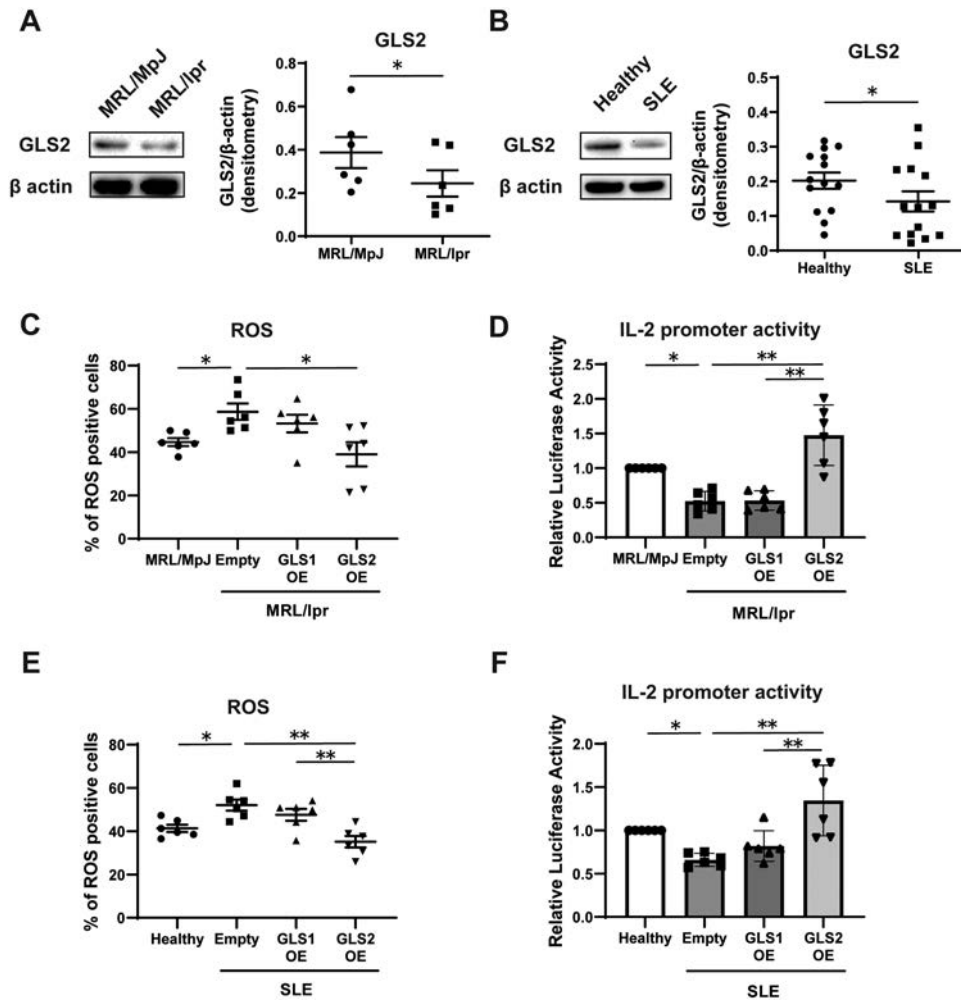 A
MRL/MpJ
MRL/lpr
GLS2
β actin
GLS2
*
GLS2/β-actin
(densitometry)
0.8
0.6
0.4
0.2
0.0
MRL/MpJ MRL/lpr
B
Healthy
SLE
GLS2
β actin
GLS2
*
GLS2/β-actin
(densitometry)
0.5
0.4
0.3
0.2
0.1
0.0
Healthy SLE
C
ROS
* *
% of ROS positive cells
80
60
40
20
0
MRL/MpJ Empty GLS1 OE GLS2 OE
MRL/lpr
D
IL-2 promoter activity
* **
**
Relative Luciferase Activity
2.5
2.0
1.5
1.0
0.5
0.0
MRL/MpJ Empty GLS1 OE GLS2 OE
MRL/lpr
E
ROS
* **
**
% of ROS positive cells
80
60
40
20
0
Healthy Empty GLS1 OE GLS2 OE
SLE
F
IL-2 promoter activity
* **
**
Relative Luciferase Activity
2.0
1.5
1.0
0.5
0.0
Healthy Empty GLS1 OE GLS2 OE
SLE